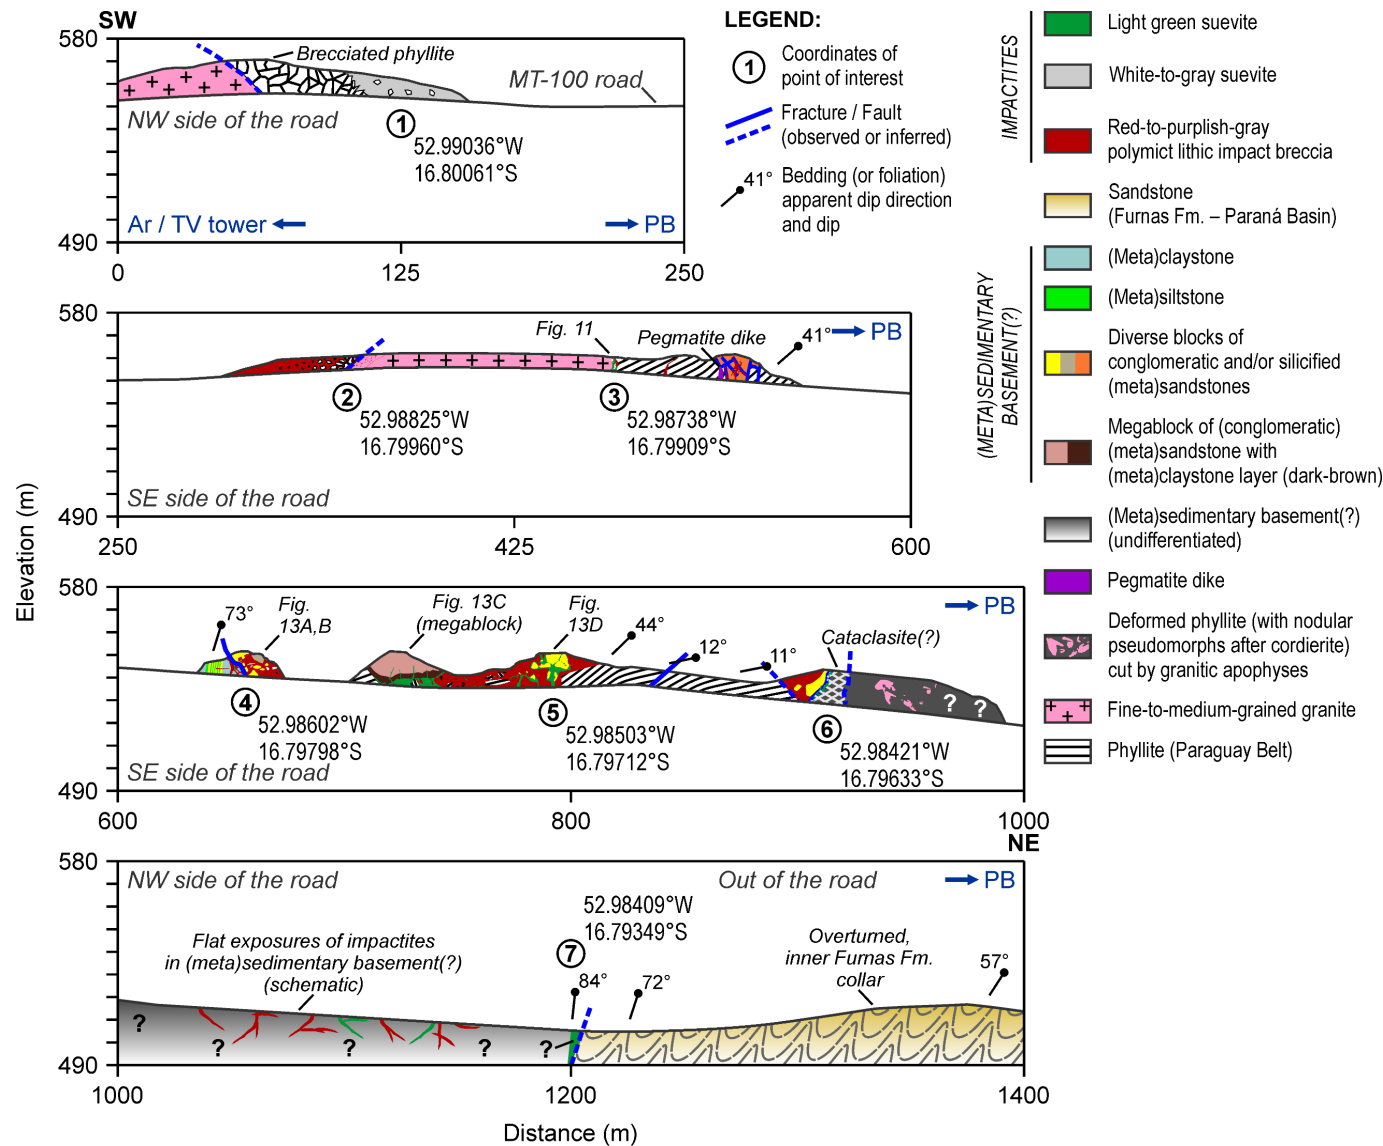 SW
580
Brecciated phyllite
MT-100 road
NW side of the road
1
52.99036°W
16.80061°S
Ar / TV tower
PB
490
0
125
250
580
Fig. 11
Pegmatite dike
41°
PB
2
52.98825°W
16.79960°S
3
52.98738°W
16.79909°S
SE side of the road
490
250
425
600
Elevation (m)
580
73°
Fig.
13A,B
Fig. 13C
(megablock)
Fig.
13D
44°
12°
11°
Cataclasite(?)
PB
? ?
4
52.98602°W
16.79798°S
5
52.98503°W
16.79712°S
6
52.98421°W
16.79633°S
SE side of the road
490
600
800
1000
NE
580
NW side of the road
Out of the road
PB
52.98409°W
16.79349°S
7
Flat exposures of impactites
in (meta)sedimentary basement(?)
(schematic)
84°
72°
Overturned,
inner Furnas Fm.
collar
57°
?
? ? ? ?
490
1000
1200
1400
Distance (m)
LEGEND:
1
Coordinates of
point of interest
Fracture / Fault
(observed or inferred)
41°
Bedding (or foliation)
apparent dip direction
and dip
IMPACTITES
Light green suevite
White-to-gray suevite
Red-to-purplish-gray
polymict lithic impact breccia
Sandstone
(Furnas Fm. – Paraná Basin)
(META)SEDIMENTARY
BASEMENT(?)
(Meta)claystone
(Meta)siltstone
Diverse blocks of
conglomeratic and/or silicified
(meta)sandstones
Megablock of (conglomeratic)
(meta)sandstone with
(meta)claystone layer (dark-brown)
(Meta)sedimentary basement(?)
(undifferentiated)
Pegmatite dike
Deformed phyllite (with nodular
pseudomorphs after cordierite)
cut by granitic apophyses
Fine-to-medium-grained granite
Phyllite (Paraguay Belt)